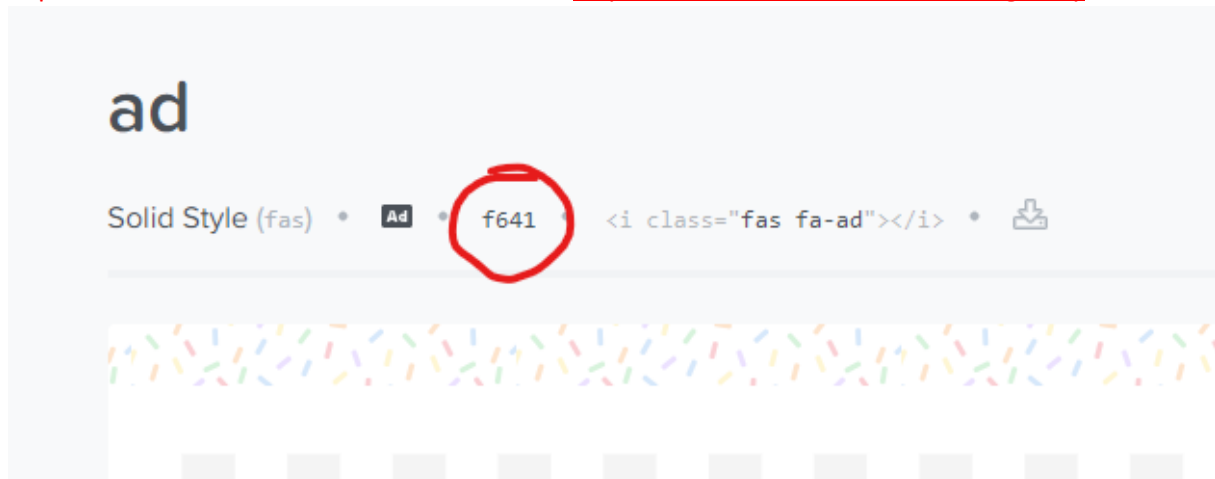 ad
Solid Style (fas) • Ad • f641 • <i class="fas fa-ad"></i> •